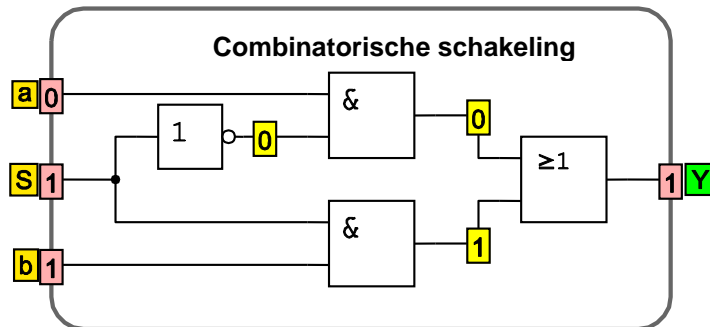 Combinatorische schakeling
a 0
&
1
0
0
S 1
≥1
1 Y
&
1
b 1